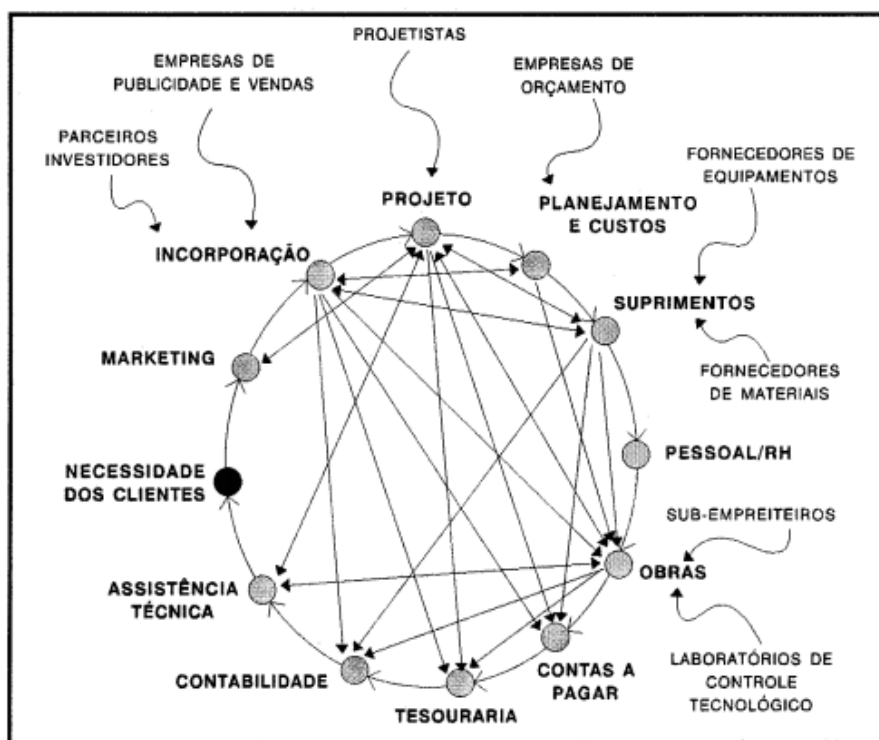 PROJETISTAS
EMPRESAS DE
PUBLICIDADE E VENDAS
EMPRESAS DE
ORÇAMENTO
PARCEIROS
INVESTIDORES
FORNECEDORES DE
EQUIPAMENTOS
PROJETO
PLANEJAMENTO
E CUSTOS
INCORPORAÇÃO
SUPRIMENTOS
MARKETING
FORNECEDORES
DE MATERIAIS
NECESSIDADE
DOS CLIENTES
PESSOAL/RH
SUB-EMPREITEIROS
ASSISTÊNCIA
TÉCNICA
OBRAS
CONTABILIDADE
TESOURARIA
CONTAS A
PAGAR
LABORATÓRIOS DE
CONTROLE
TECNOLÓGICO